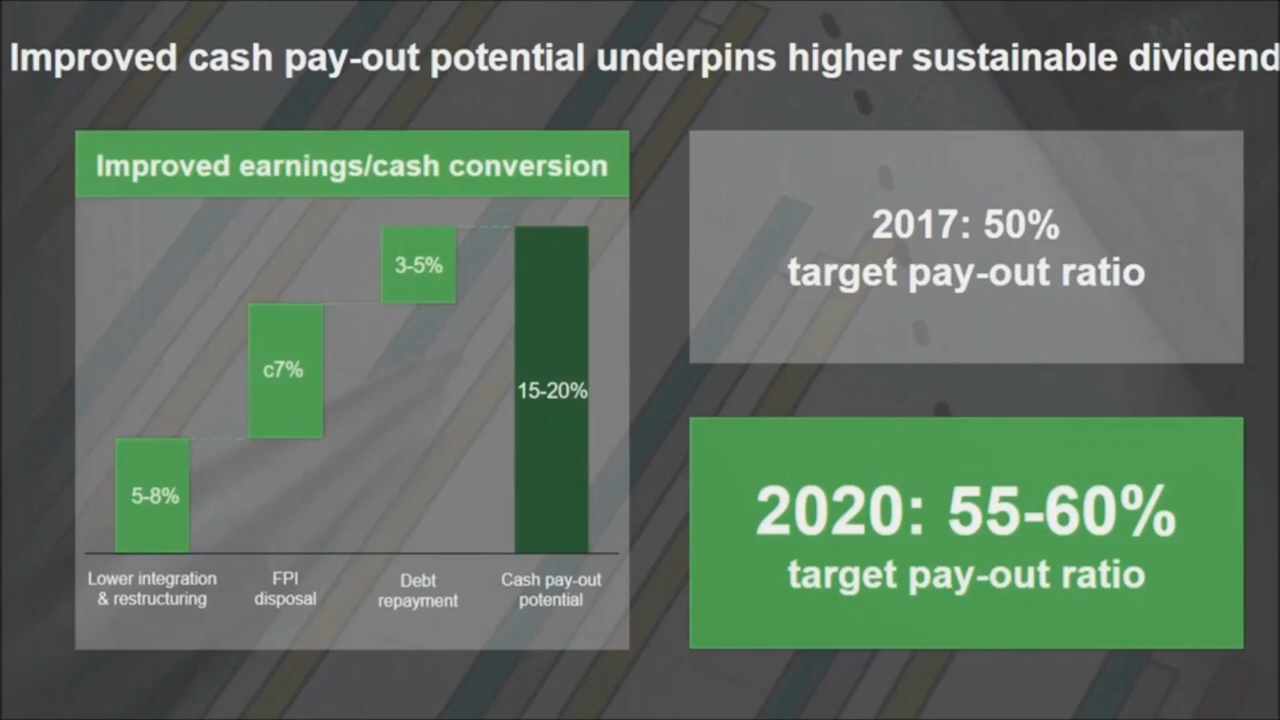 Improved cash pay-out potential underpins higher sustainable dividend
Improved earnings/cash conversion
3-5%
c7%
15-20%
5-8%
Lower integration
& restructuring
FPI
disposal
Debt
repayment
Cash pay-out
potential
2017: 50%
target pay-out ratio
2020: 55-60%
target pay-out ratio